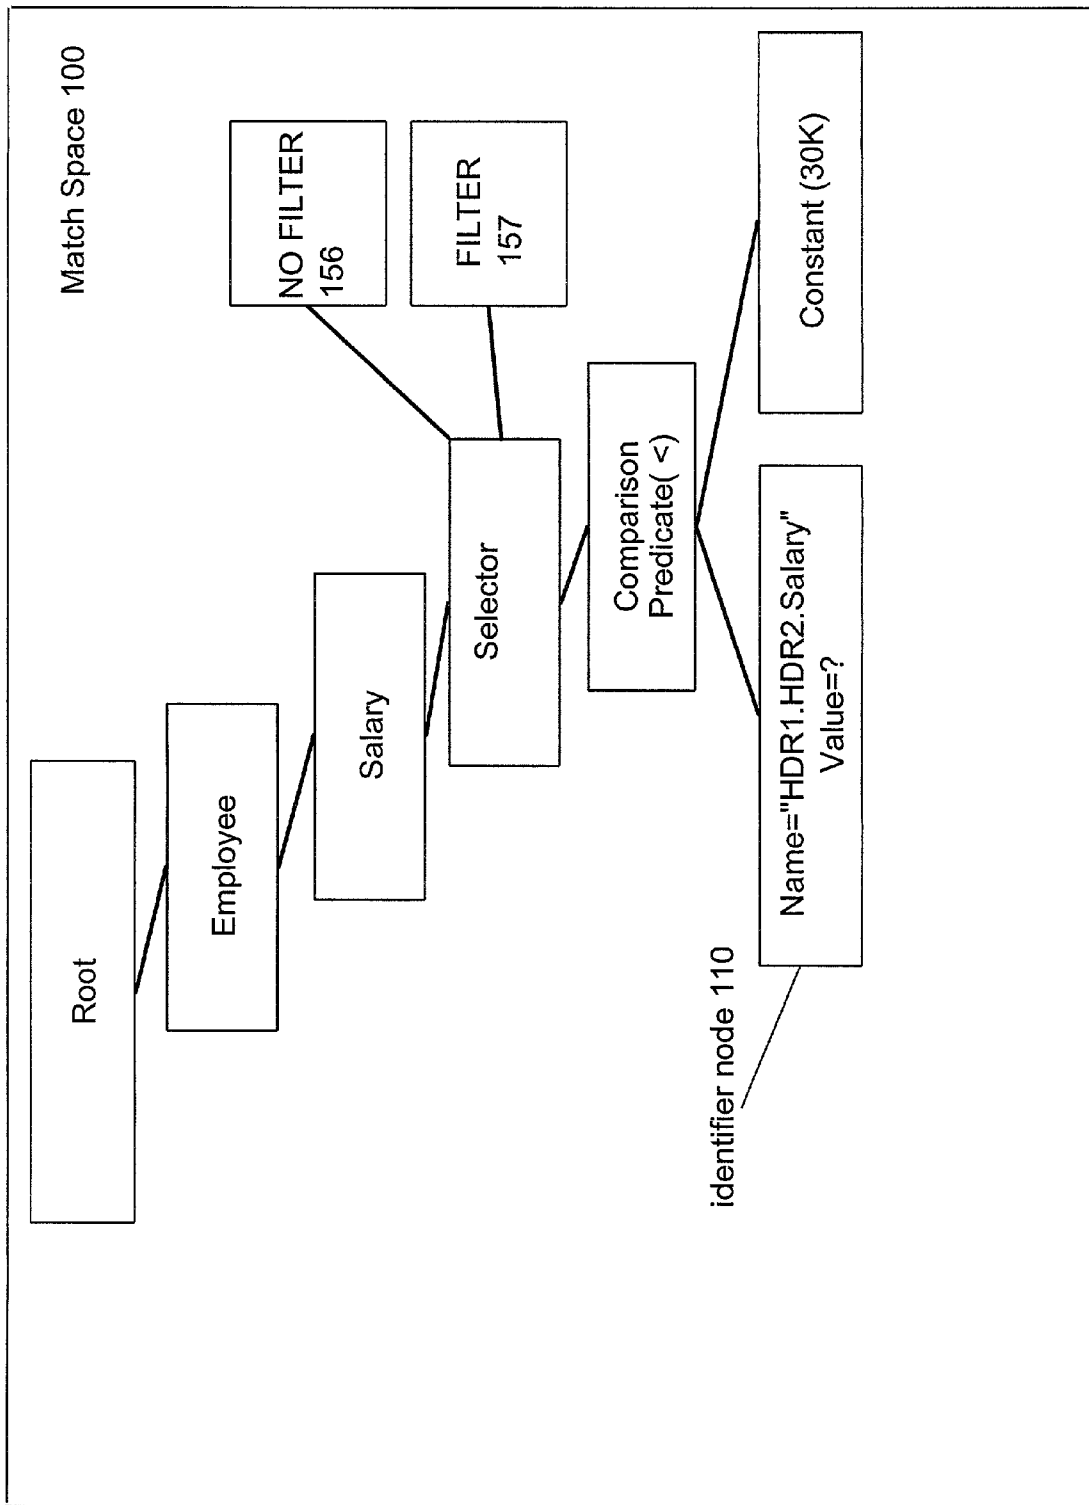 Match Space 100
Root
Employee
Salary
Selector
NO FILTER
156
FILTER
157
Comparison
Predicate( <)
identifier node 110
Name="HDR1.HDR2.Salary"
Value=?
Constant (30K)